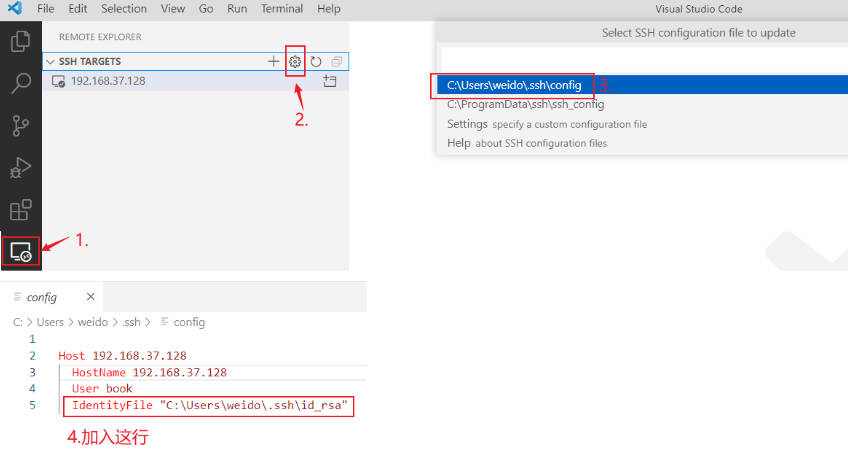 File Edit Selection View Go Run Terminal Help
Visual Studio Code
REMOTE EXPLORER
SSH TARGETS
192.168.37.128
2.
1.
Select SSH configuration file to update
C:\Users\weido\.ssh\config
3.
C:\ProgramData\ssh\ssh_config
Settings specify a custom configuration file
Help about SSH configuration files
config
C: > Users > weido > .ssh > config
1
2 Host 192.168.37.128
3 HostName 192.168.37.128
4 User book
5 IdentityFile "C:\Users\weido\.ssh\id_rsa"
4.加入这行